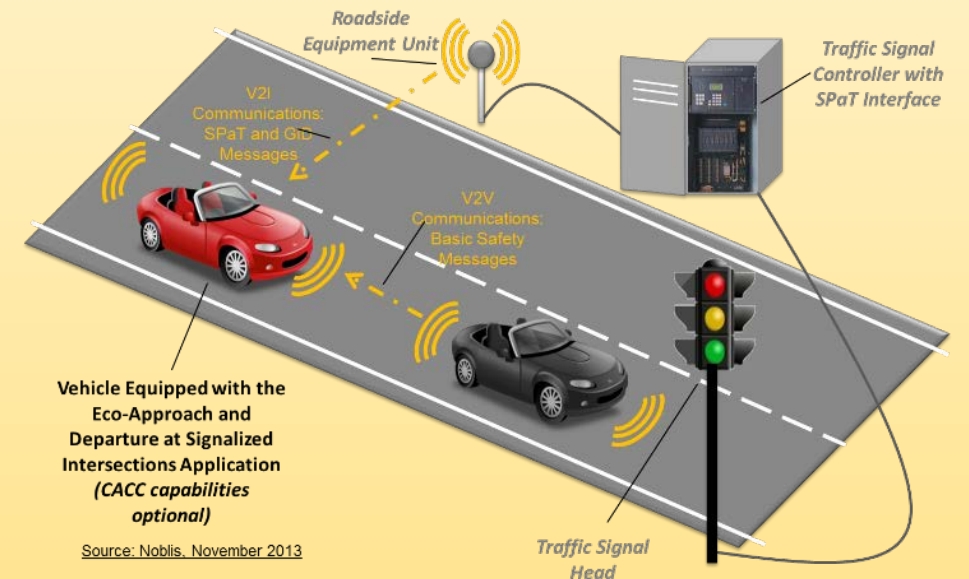 Roadside
Equipment Unit
Traffic Signal
Controller with
SPaT Interface
V2I
Communications:
SPaT and GID
Messages
V2V
Communications:
Basic Safety
Messages
Vehicle Equipped with the
Eco-Approach and
Departure at Signalized
Intersections Application
(CACC capabilities
optional)
Source: Noblis, November 2013
Traffic Signal
Head